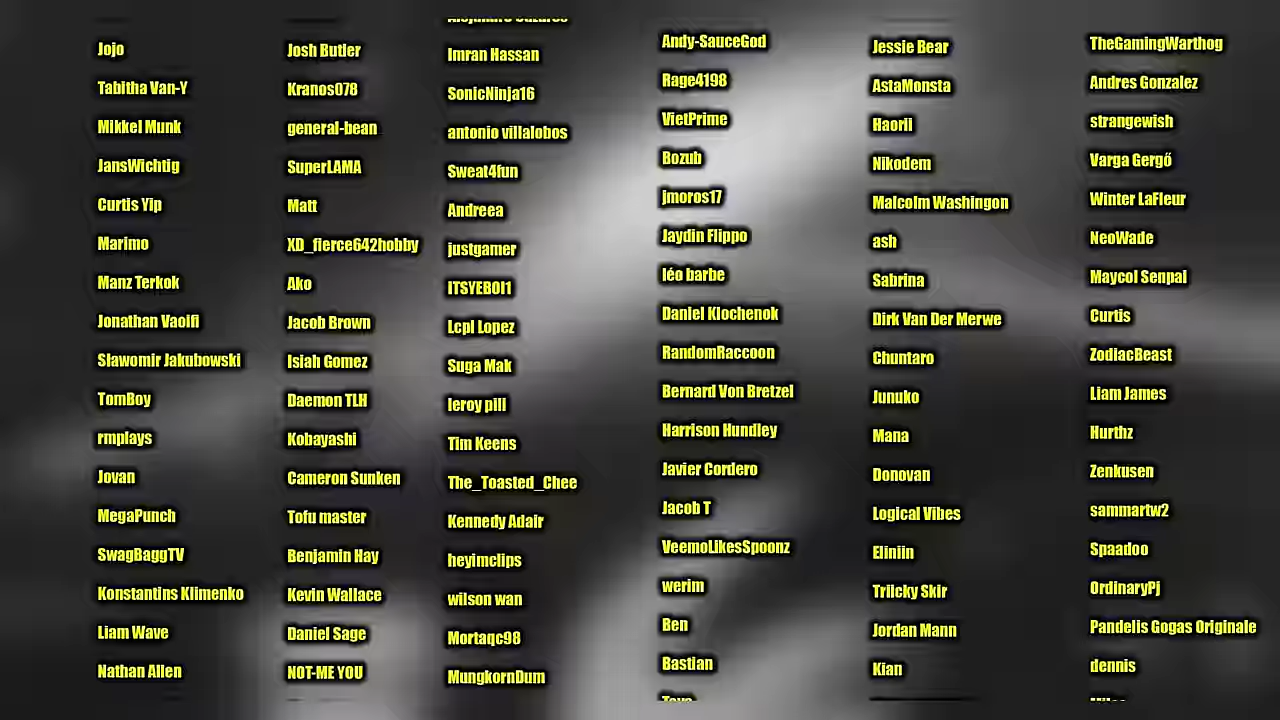 Jojo
Tabitha Van-Y
Mikkel Munk
JansWichtig
Curtis Yip
Marimo
Manz Terkok
Jonathan Vaoifi
Sławomir Jakubowski
TomBoy
rmplays
Jovan
MegaPunch
SwagBaggTV
Konstantins Klimenko
Liam Wave
Nathan Allen
Josh Butler
Kranos078
general-bean
SuperLAMA
Matt
XD_fierce642hobby
Ako
Jacob Brown
Isiah Gomez
Daemon TLH
Kobayashi
Cameron Sunken
Tofu master
Benjamin Hay
Kevin Wallace
Daniel Sage
NOT-ME YOU
Imran Hassan
SonicNinja16
antonio villalobos
Sweat4fun
Andreea
justgamer
ITSYEBOI1
Lcpl Lopez
Suga Mak
leroy pill
Tim Keens
The_Toasted_Chee
Kennedy Adair
heyimclips
wilson wan
Mortaqc98
MungkornDum
Andy-SauceGod
Rage4198
VietPrime
Bozub
jmoros17
Jaydin Flippo
léo barbe
Daniel Klochenok
RandomRaccoon
Bernard Von Bretzel
Harrison Hundley
Javier Cordero
Jacob T
VeemoLikesSpoonz
werim
Ben
Bastian
Jessie Bear
AstaMonsta
Haorii
Nikodem
Malcolm Washingon
ash
Sabrina
Dirk Van Der Merwe
Chuntaro
Junuko
Mana
Donovan
Logical Vibes
Eliniin
Triicky Skir
Jordan Mann
Kian
TheGamingWarthog
Andres Gonzalez
strangewish
Varga Gergő
Winter LaFleur
NeoWade
Maycol Senpai
Curtis
ZodiacBeast
Liam James
Hurthz
Zenkusen
sammartw2
Spaadoo
OrdinaryPj
Pandelis Gogas Originale
dennis